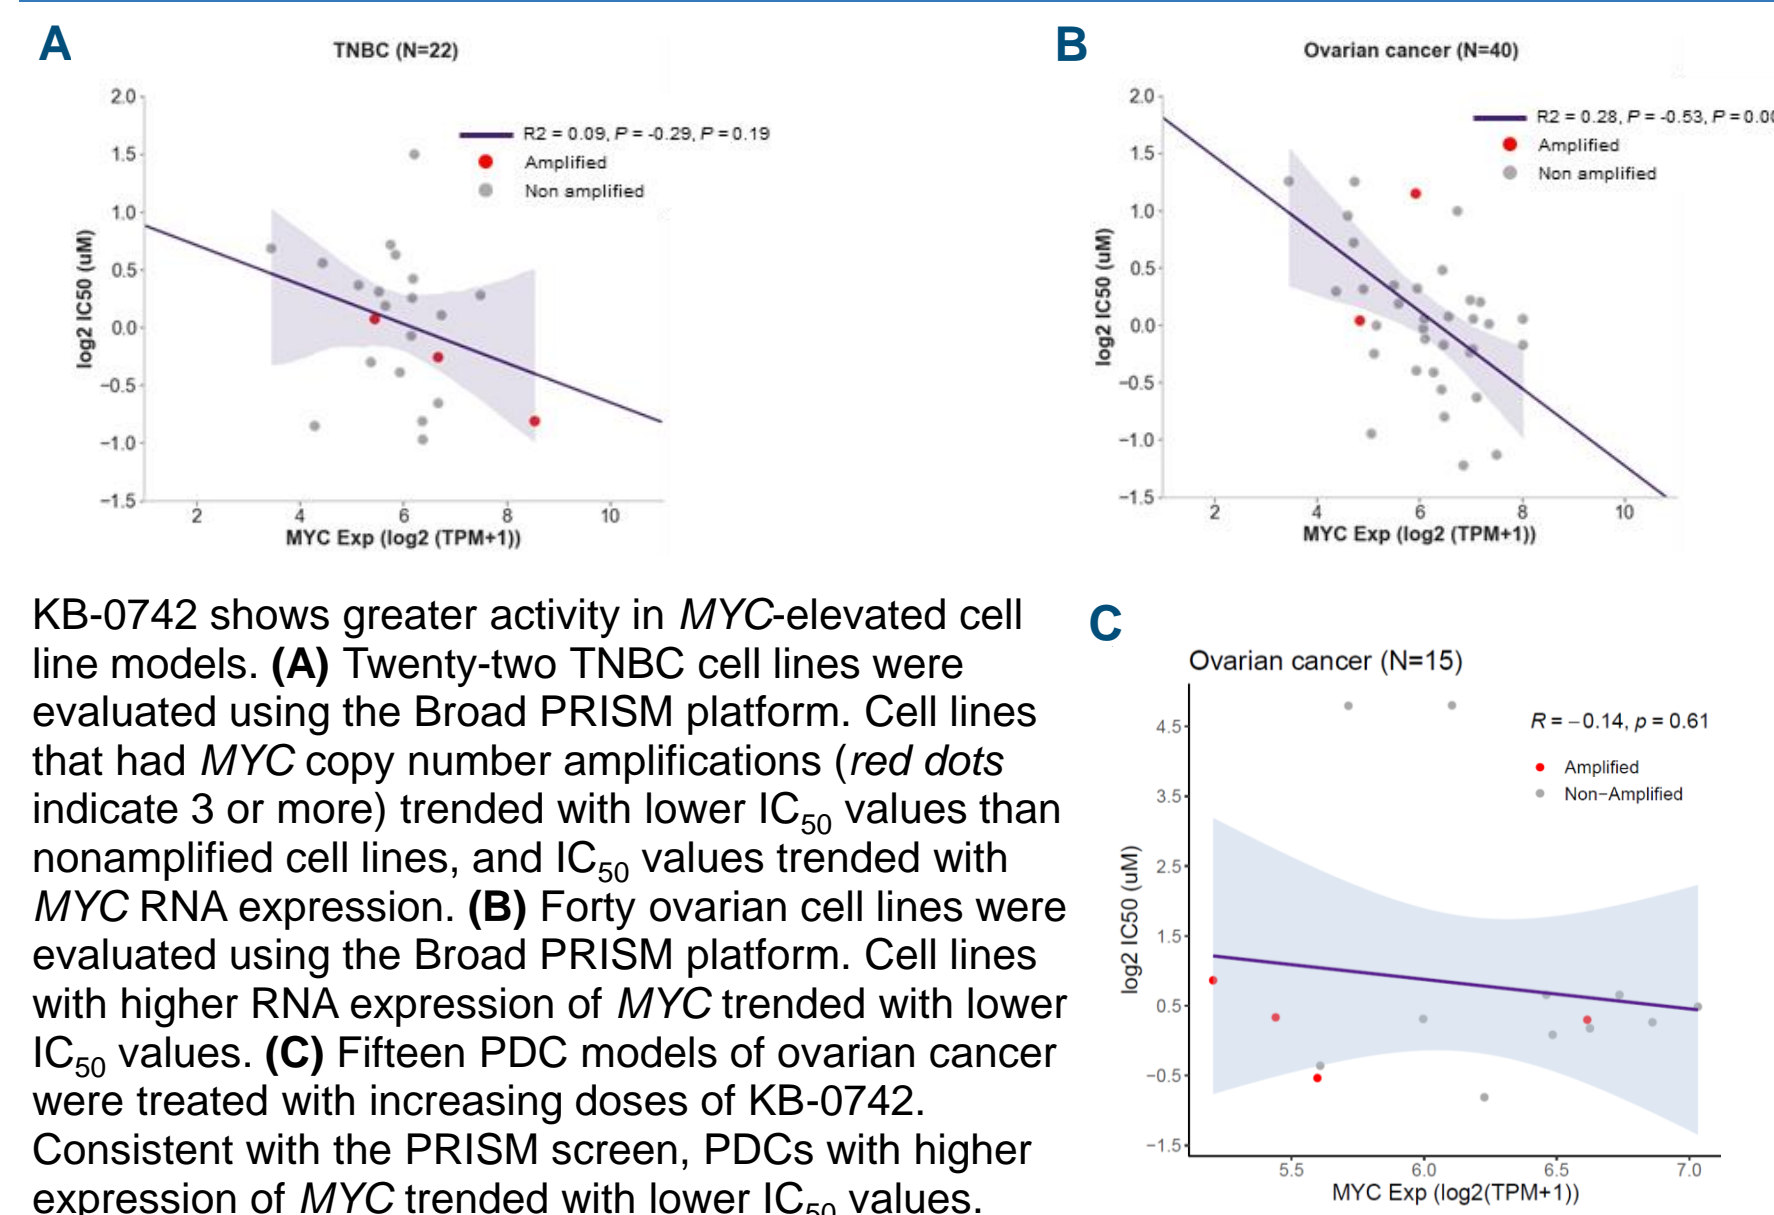 A
TNBC (N=22)
2.0
1.5
1.0
0.5
0.0
−0.5
−1.0
−1.5
log2 IC50 (uM)
R2 = 0.09, P = -0.29, P = 0.19
Amplified
Non amplified
2 4 6 8 10
MYC Exp (log2 (TPM+1))
B
Ovarian cancer (N=40)
2.0
1.5
1.0
0.5
0.0
−0.5
−1.0
−1.5
log2 IC50 (uM)
R2 = 0.28, P = -0.53, P = 0.00
Amplified
Non amplified
2 4 6 8 10
MYC Exp (log2 (TPM+1))
KB-0742 shows greater activity in MYC-elevated cell
line models. (A) Twenty-two TNBC cell lines were
evaluated using the Broad PRISM platform. Cell lines
that had MYC copy number amplifications (red dots
indicate 3 or more) trended with lower IC50 values than
nonamplified cell lines, and IC50 values trended with
MYC RNA expression. (B) Forty ovarian cell lines were
evaluated using the Broad PRISM platform. Cell lines
with higher RNA expression of MYC trended with lower
IC50 values. (C) Fifteen PDC models of ovarian cancer
were treated with increasing doses of KB-0742.
Consistent with the PRISM screen, PDCs with higher
expression of MYC trended with lower IC50 values.
C
Ovarian cancer (N=15)
4.5
3.5
2.5
1.5
0.5
−0.5
−1.5
log2 IC50 (uM)
R = −0.14, p = 0.61
Amplified
Non−Amplified
5.5 6.0 6.5 7.0
MYC Exp (log2(TPM+1))